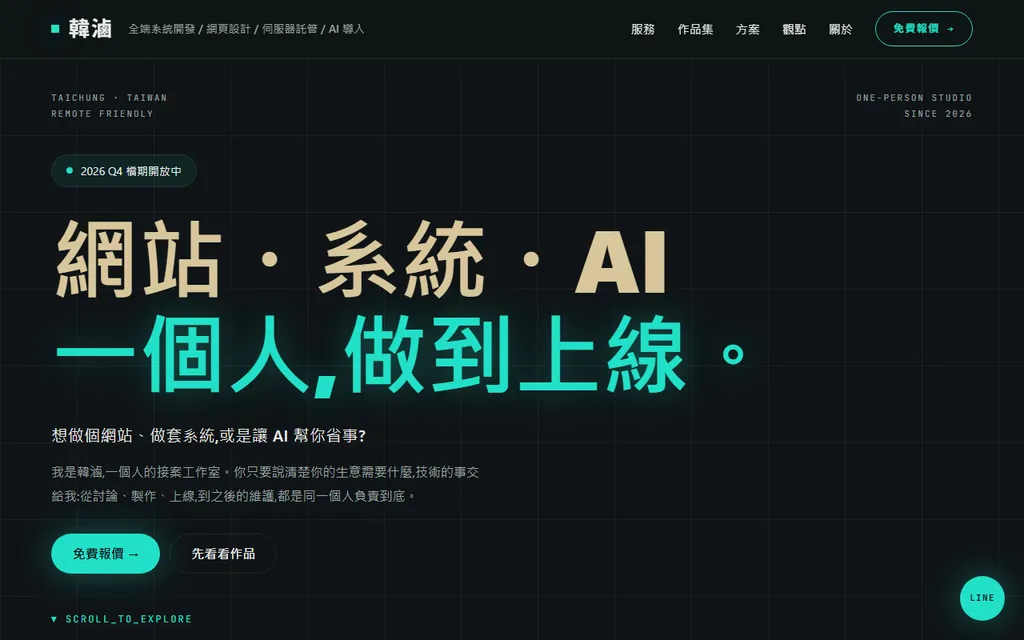 韓滷 全端系統開發 / 網頁設計 / 伺服器託管 / AI 導入
服務 作品集 方案 觀點 關於 免費報價 →
TAICHUNG · TAIWAN
REMOTE FRIENDLY
ONE-PERSON STUDIO
SINCE 2026
2026 Q4 檔期開放中
網站・系統・AI
一個人,做到上線。
想做個網站、做套系統,或是讓 AI 幫你省事?
我是韓滷,一個人的接案工作室。你只要說清楚你的生意需要什麼,技術的事交
給我:從討論、製作、上線,到之後的維護,都是同一個人負責到底。
免費報價 → 先看看作品
LINE
▼ SCROLL_TO_EXPLORE